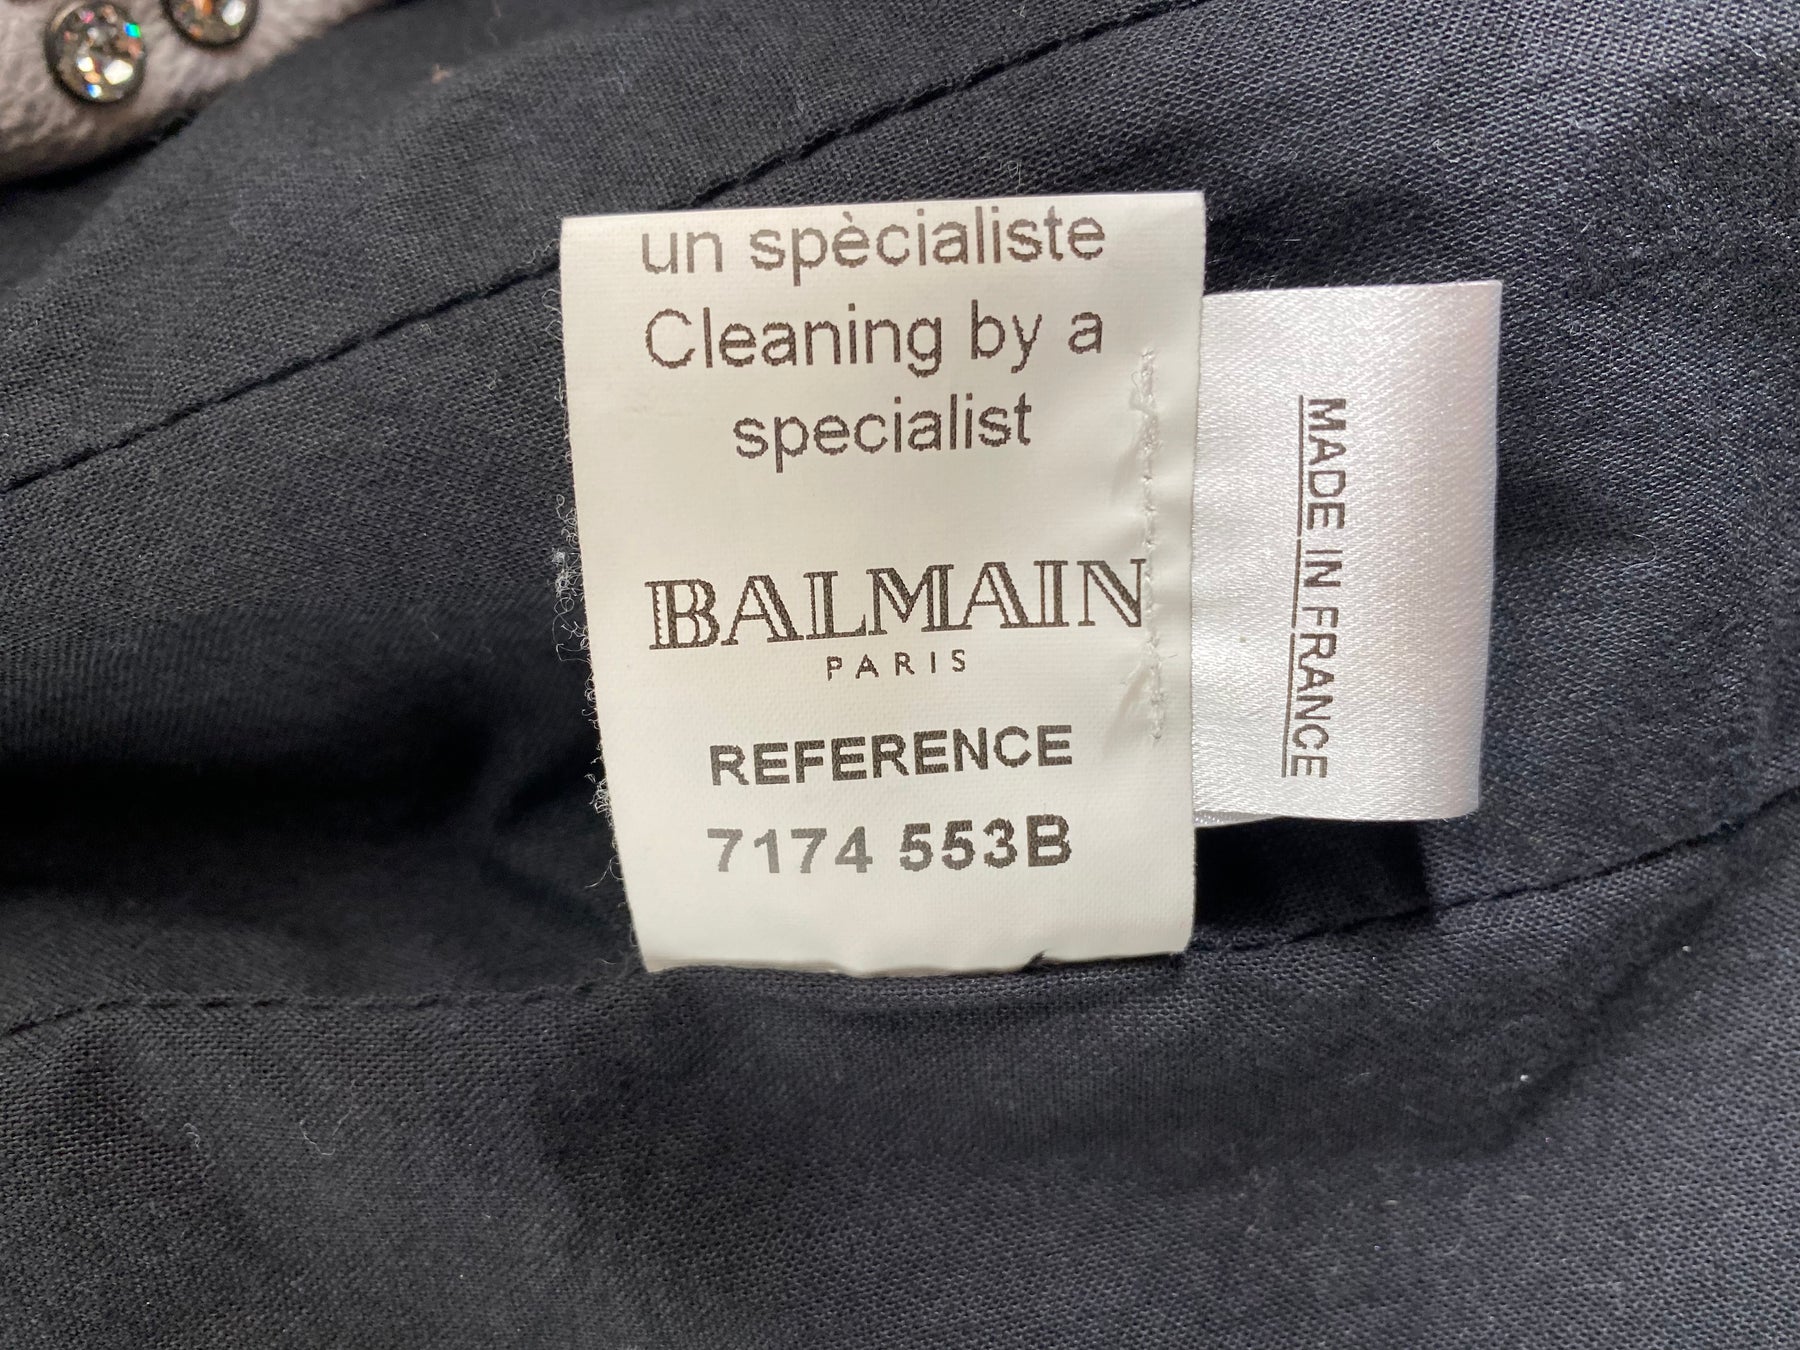 un spècialiste
Cleaning by a
specialist
BALMAIN
PARIS
REFERENCE
7174 553B
MADE IN FRANCE